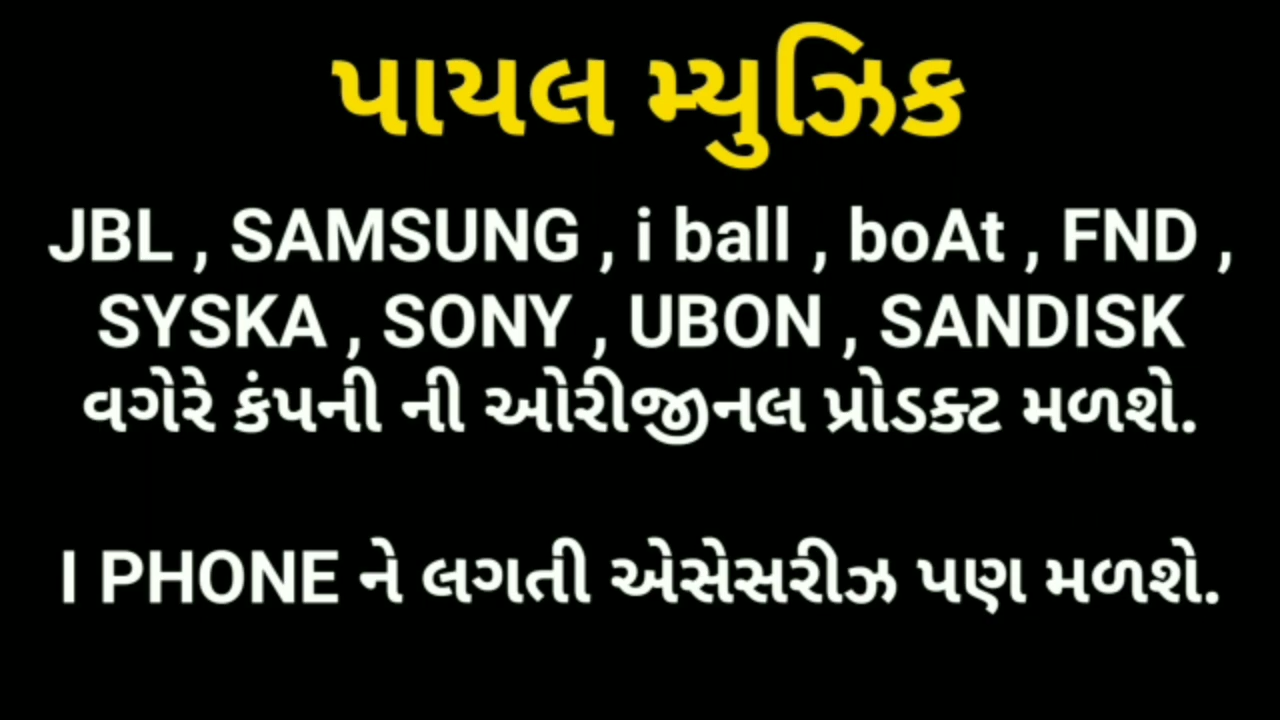 પાયલ મ્યુઝિક
JBL , SAMSUNG , i ball , boAt , FND ,
SYSKA , SONY , UBON , SANDISK
વગેરે કંપની ની ઓરીજીનલ પ્રોડક્ટ મળશે.
I PHONE ને લગતી એસેસરીઝ પણ મળશે.